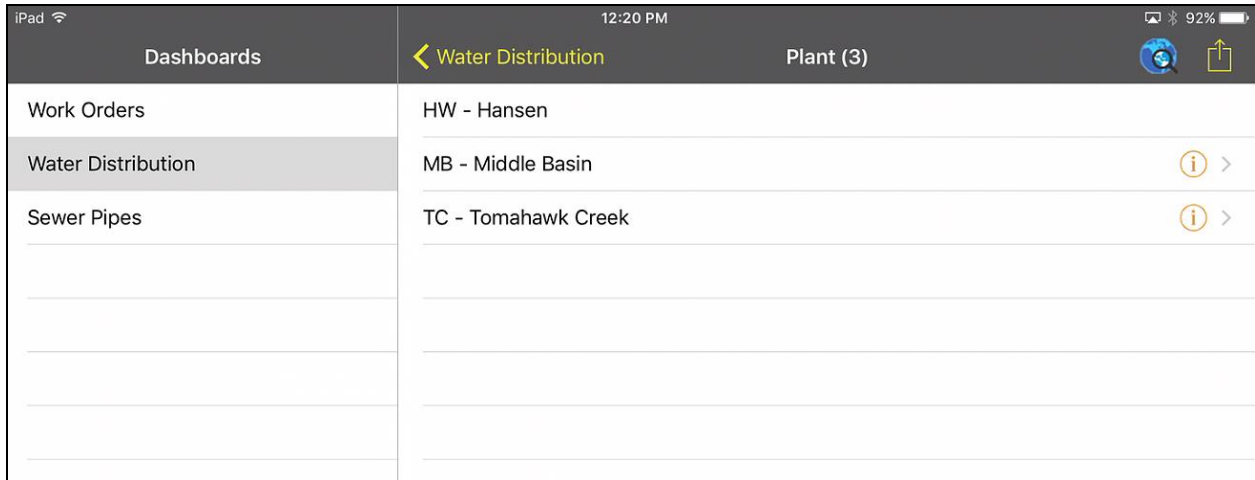 iPad 12:20 PM 92%
Dashboards
Water Distribution Plant (3)
Work Orders
Water Distribution
Sewer Pipes
HW - Hansen
MB - Middle Basin
TC - Tomahawk Creek